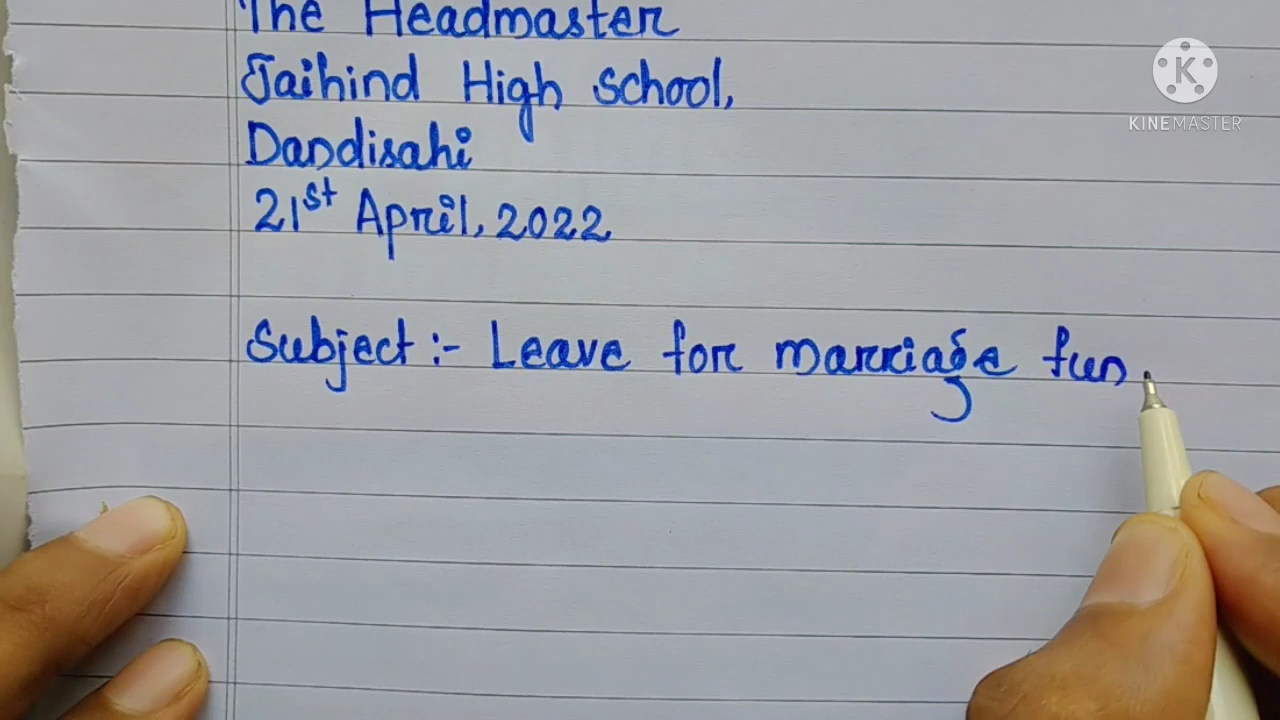 The Headmaster
Jaihind High School,
Dandisahi
21st April, 2022
Subject :- Leave for marriage fun
KINEMASTER